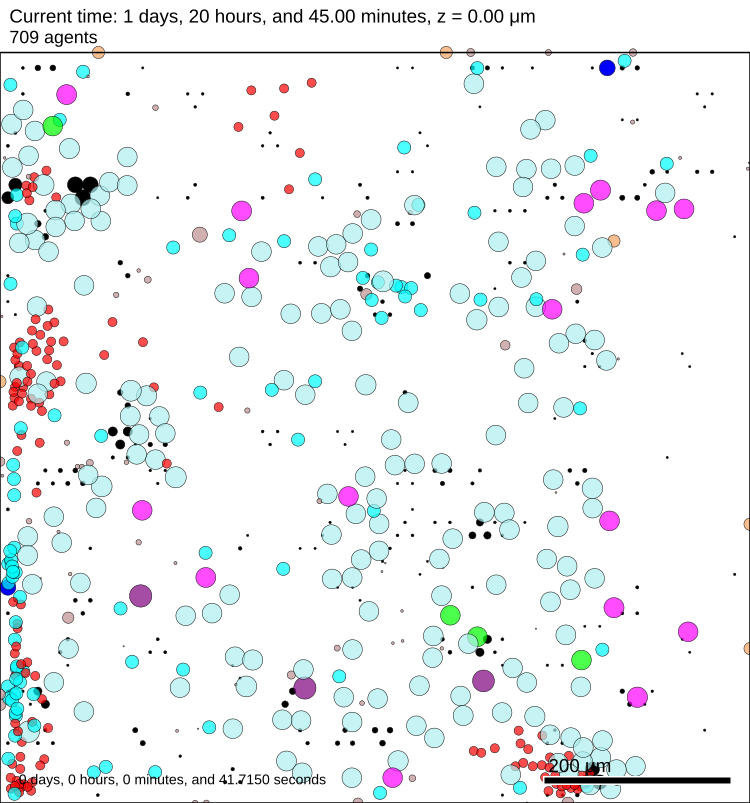 Current time: 1 days, 20 hours, and 45.00 minutes, z = 0.00 μm
709 agents
200 μm
0 days, 0 hours, 0 minutes, and 41.7150 seconds